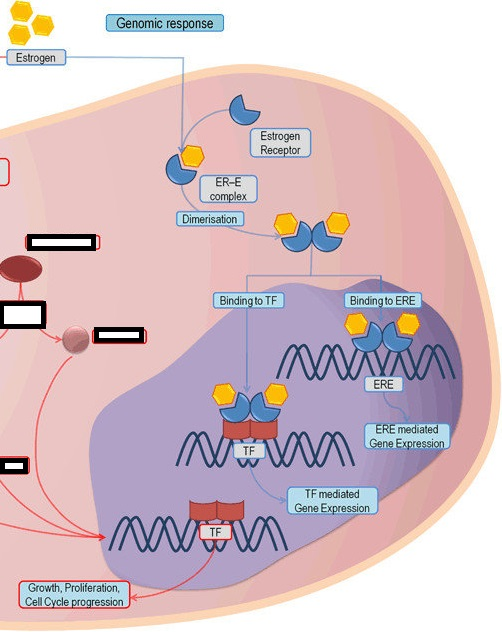 Genomic response
Estrogen
Estrogen
Receptor
ER–E
complex
Dimerisation
Binding to TF
Binding to ERE
ERE
TF
ERE mediated
Gene Expression
TF mediated
Gene Expression
TF
Growth, Proliferation,
Cell Cycle progression